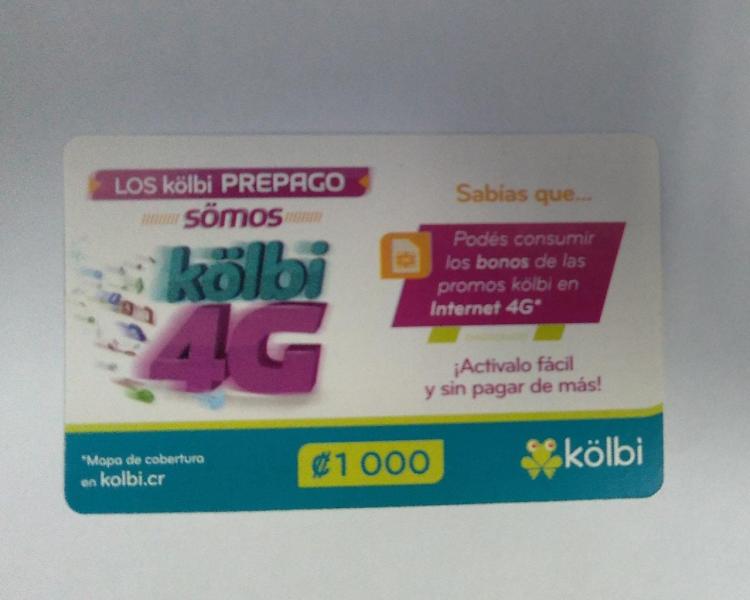 LOS kölbi PREPAGO
sömos
kölbi
4G
Sabías que...
Podés consumir
los bonos de las
promos kölbi en
Internet 4G*
¡Activalo fácil
y sin pagar de más!
*Mapa de cobertura
en kolbi.cr
₡1 000
kölbi